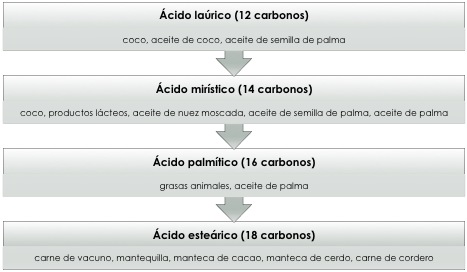 Ácido laúrico (12 carbonos)
coco, aceite de coco, aceite de semilla de palma
Ácido mirístico (14 carbonos)
coco, productos lácteos, aceite de nuez moscada, aceite de semilla de palma, aceite de palma
Ácido palmítico (16 carbonos)
grasas animales, aceite de palma
Ácido esteárico (18 carbonos)
carne de vacuno, mantequilla, manteca de cacao, manteca de cerdo, carne de cordero